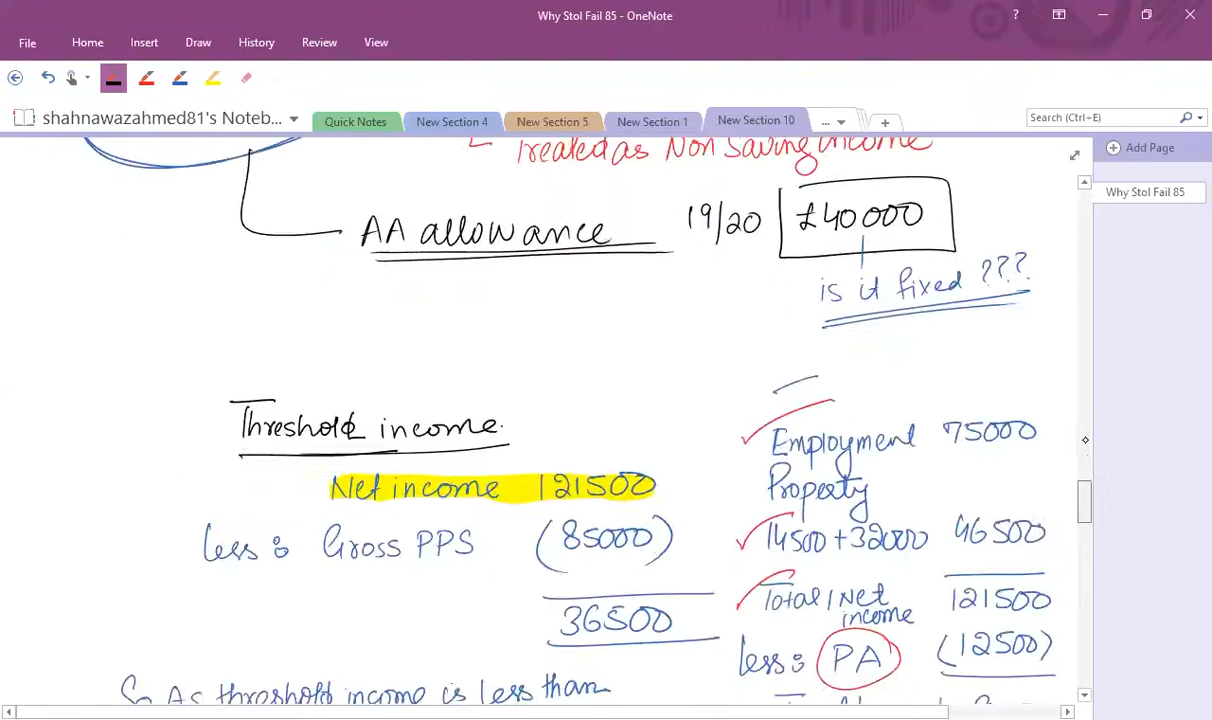 Why Stol Fail 85 - OneNote
?
File Home Insert Draw History Review View
shahnawazahmed81's Noteb...
Quick Notes New Section 4 New Section 5 New Section 1 New Section 10 ...
Search (Ctrl+E)
Add Page
Why Stol Fail 85
Treated as Non Saving income
AA allowance 19/20 £40000
is it fixed ???
Threshold income
Net income 121500
less: Gross PPS (85000)
36500
As threshold income is less than
Employment 75000
Property
14500+32000 46500
Total/Net income 121500
less: PA (12500)